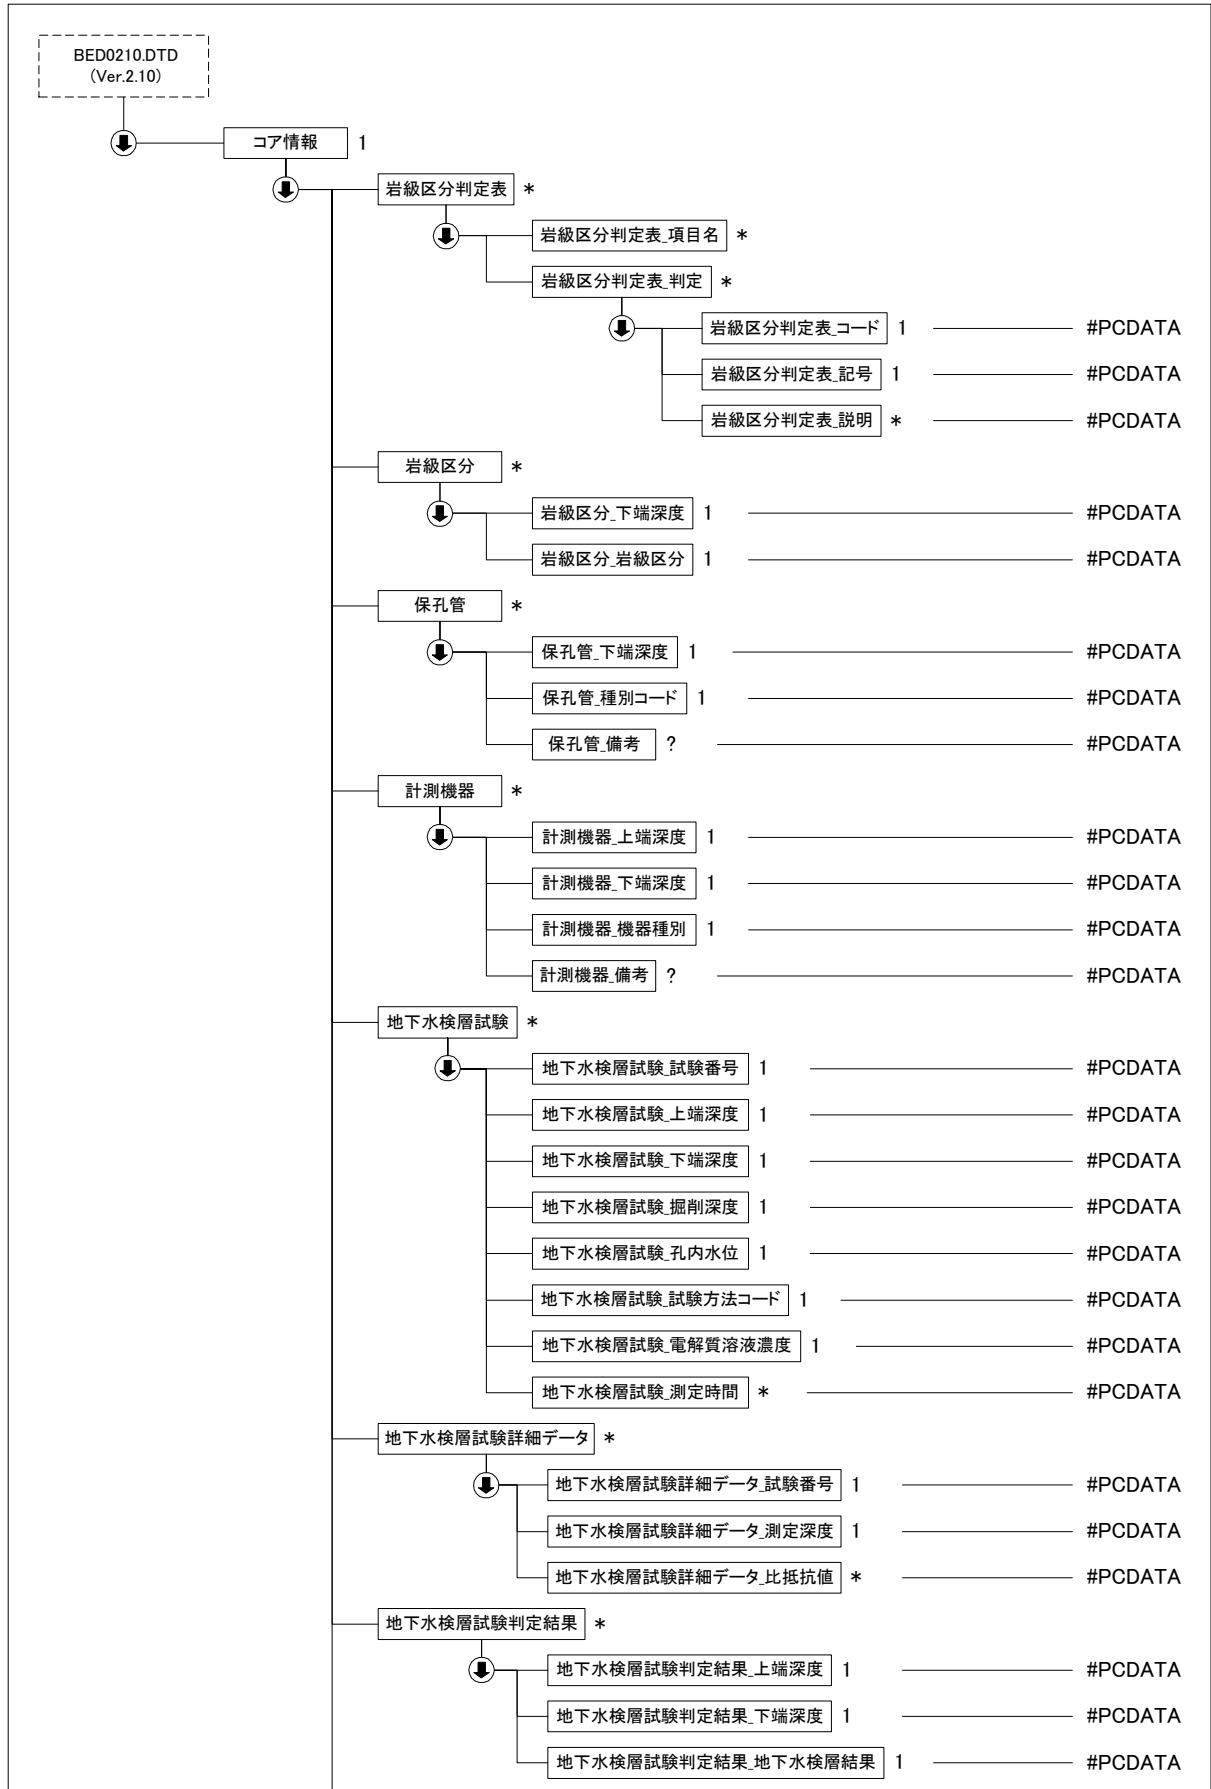 BED0210.DTD
(Ver.2.10)
コア情報 1
岩級区分判定表 *
岩級区分判定表_項目名 *
岩級区分判定表_判定 *
岩級区分判定表_コード 1 #PCDATA
岩級区分判定表_記号 1 #PCDATA
岩級区分判定表_説明 * #PCDATA
岩級区分 *
岩級区分_下端深度 1 #PCDATA
岩級区分_岩級区分 1 #PCDATA
保孔管 *
保孔管_下端深度 1 #PCDATA
保孔管_種別コード 1 #PCDATA
保孔管_備考 ? #PCDATA
計測機器 *
計測機器_上端深度 1 #PCDATA
計測機器_下端深度 1 #PCDATA
計測機器_機器種別 1 #PCDATA
計測機器_備考 ? #PCDATA
地下水検層試験 *
地下水検層試験_試験番号 1 #PCDATA
地下水検層試験_上端深度 1 #PCDATA
地下水検層試験_下端深度 1 #PCDATA
地下水検層試験_掘削深度 1 #PCDATA
地下水検層試験_孔内水位 1 #PCDATA
地下水検層試験_試験方法コード 1 #PCDATA
地下水検層試験_電解質溶液濃度 1 #PCDATA
地下水検層試験_測定時間 * #PCDATA
地下水検層試験詳細データ *
地下水検層試験詳細データ_試験番号 1 #PCDATA
地下水検層試験詳細データ_測定深度 1 #PCDATA
地下水検層試験詳細データ_比抵抗値 * #PCDATA
地下水検層試験判定結果 *
地下水検層試験判定結果_上端深度 1 #PCDATA
地下水検層試験判定結果_下端深度 1 #PCDATA
地下水検層試験判定結果_地下水検層結果 1 #PCDATA